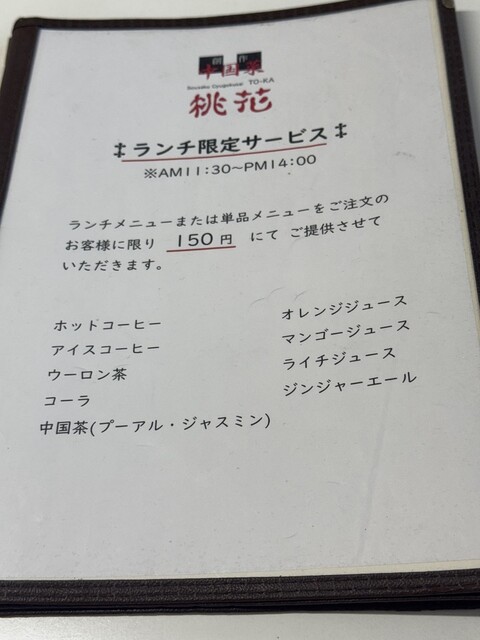 創作
中国菜
Sousaku Cyugokusai TO-KA
桃花
‡ランチ限定サービス‡
※AM11:30~PM14:00
ランチメニューまたは単品メニューをご注文の
お客様に限り 150円 にて ご提供させて
いただきます。
ホットコーヒー
アイスコーヒー
ウーロン茶
コーラ
中国茶(プーアル・ジャスミン)
オレンジジュース
マンゴージュース
ライチジュース
ジンジャーエール